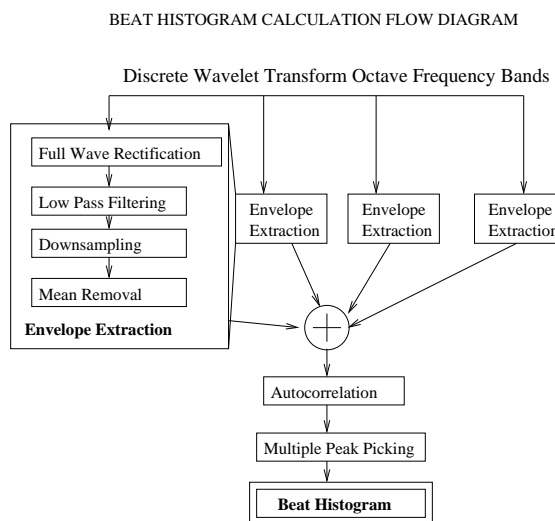 BEAT HISTOGRAM CALCULATION FLOW DIAGRAM
Discrete Wavelet Transform Octave Frequency Bands
Full Wave Rectification
Low Pass Filtering
Downsampling
Mean Removal
Envelope Extraction
Envelope
Extraction
Envelope
Extraction
Envelope
Extraction
Autocorrelation
Multiple Peak Picking
Beat Histogram